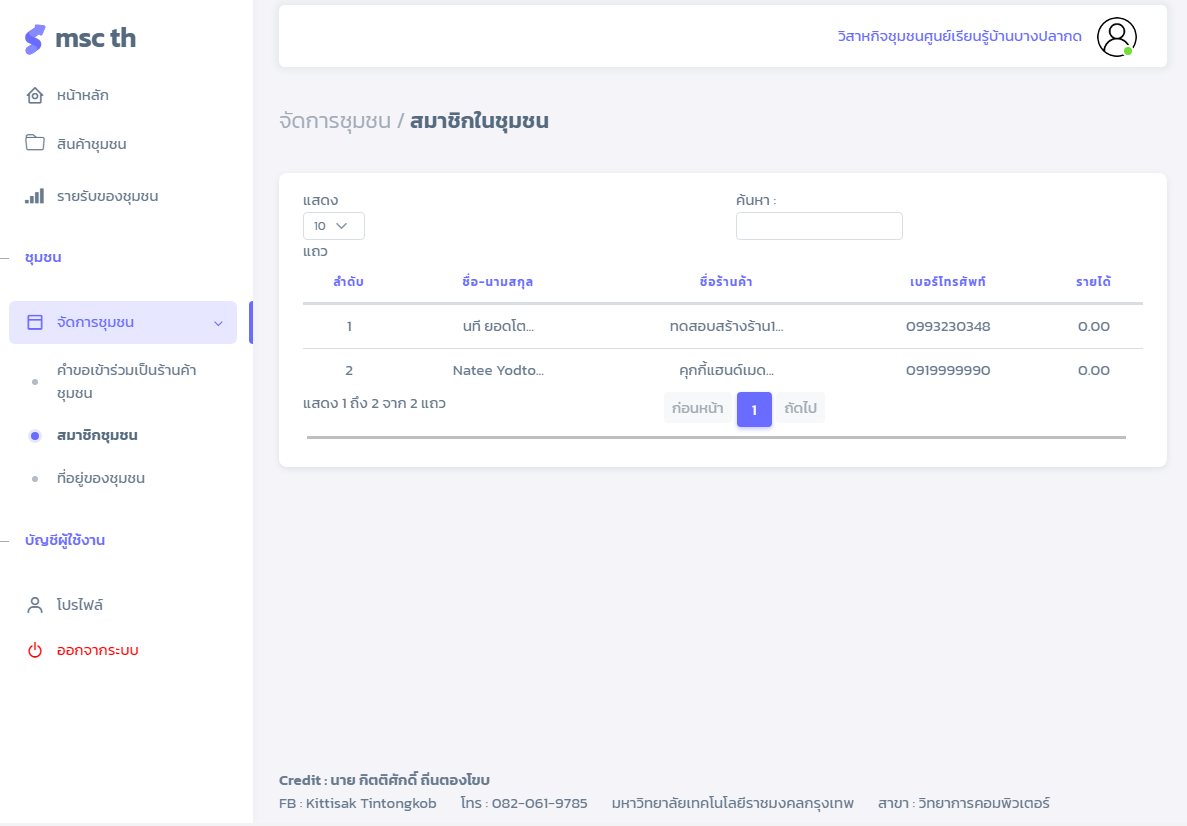 msc th
หน้าหลัก
สินค้าชุมชน
รายรับของชุมชน
ชุมชน
จัดการชุมชน
คำขอเข้าร่วมเป็นร้านค้า
ชุมชน
สมาชิกชุมชน
ที่อยู่ของชุมชน
บัญชีผู้ใช้งาน
โปรไฟล์
ออกจากระบบ
วิสาหกิจชุมชนศูนย์เรียนรู้บ้านบางปลากด
จัดการชุมชน / สมาชิกในชุมชน
แสดง
10
แถว
ค้นหา :
ลำดับ ชื่อ-นามสกุล ชื่อร้านค้า เบอร์โทรศัพท์ รายได้
1 นที ยอดโต... ทดสอบสร้างร้าน1... 0993230348 0.00
2 Natee Yodto... คุกกี้แฮนด์เมด... 0919999990 0.00
แสดง 1 ถึง 2 จาก 2 แถว ก่อนหน้า 1 ถัดไป
Credit : นาย กิตติศักดิ์ ถิ่นตองโขบ
FB : Kittisak Tintongkob โทร : 082-061-9785 มหาวิทยาลัยเทคโนโลยีราชมงคลกรุงเทพ สาขา : วิทยาการคอมพิวเตอร์